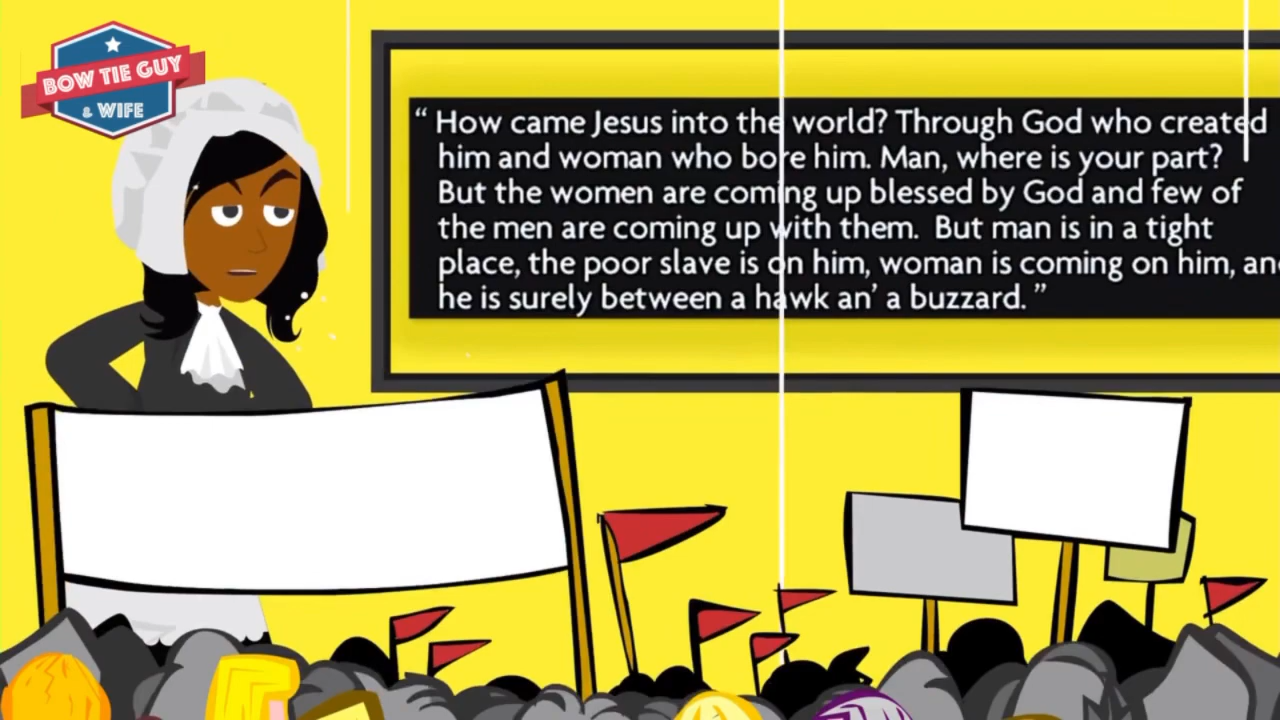 BOW TIE GUY
& WIFE
“ How came Jesus into the world? Through God who created
him and woman who bore him. Man, where is your part?
But the women are coming up blessed by God and few of
the men are coming up with them. But man is in a tight
place, the poor slave is on him, woman is coming on him, and
he is surely between a hawk an’ a buzzard. ”